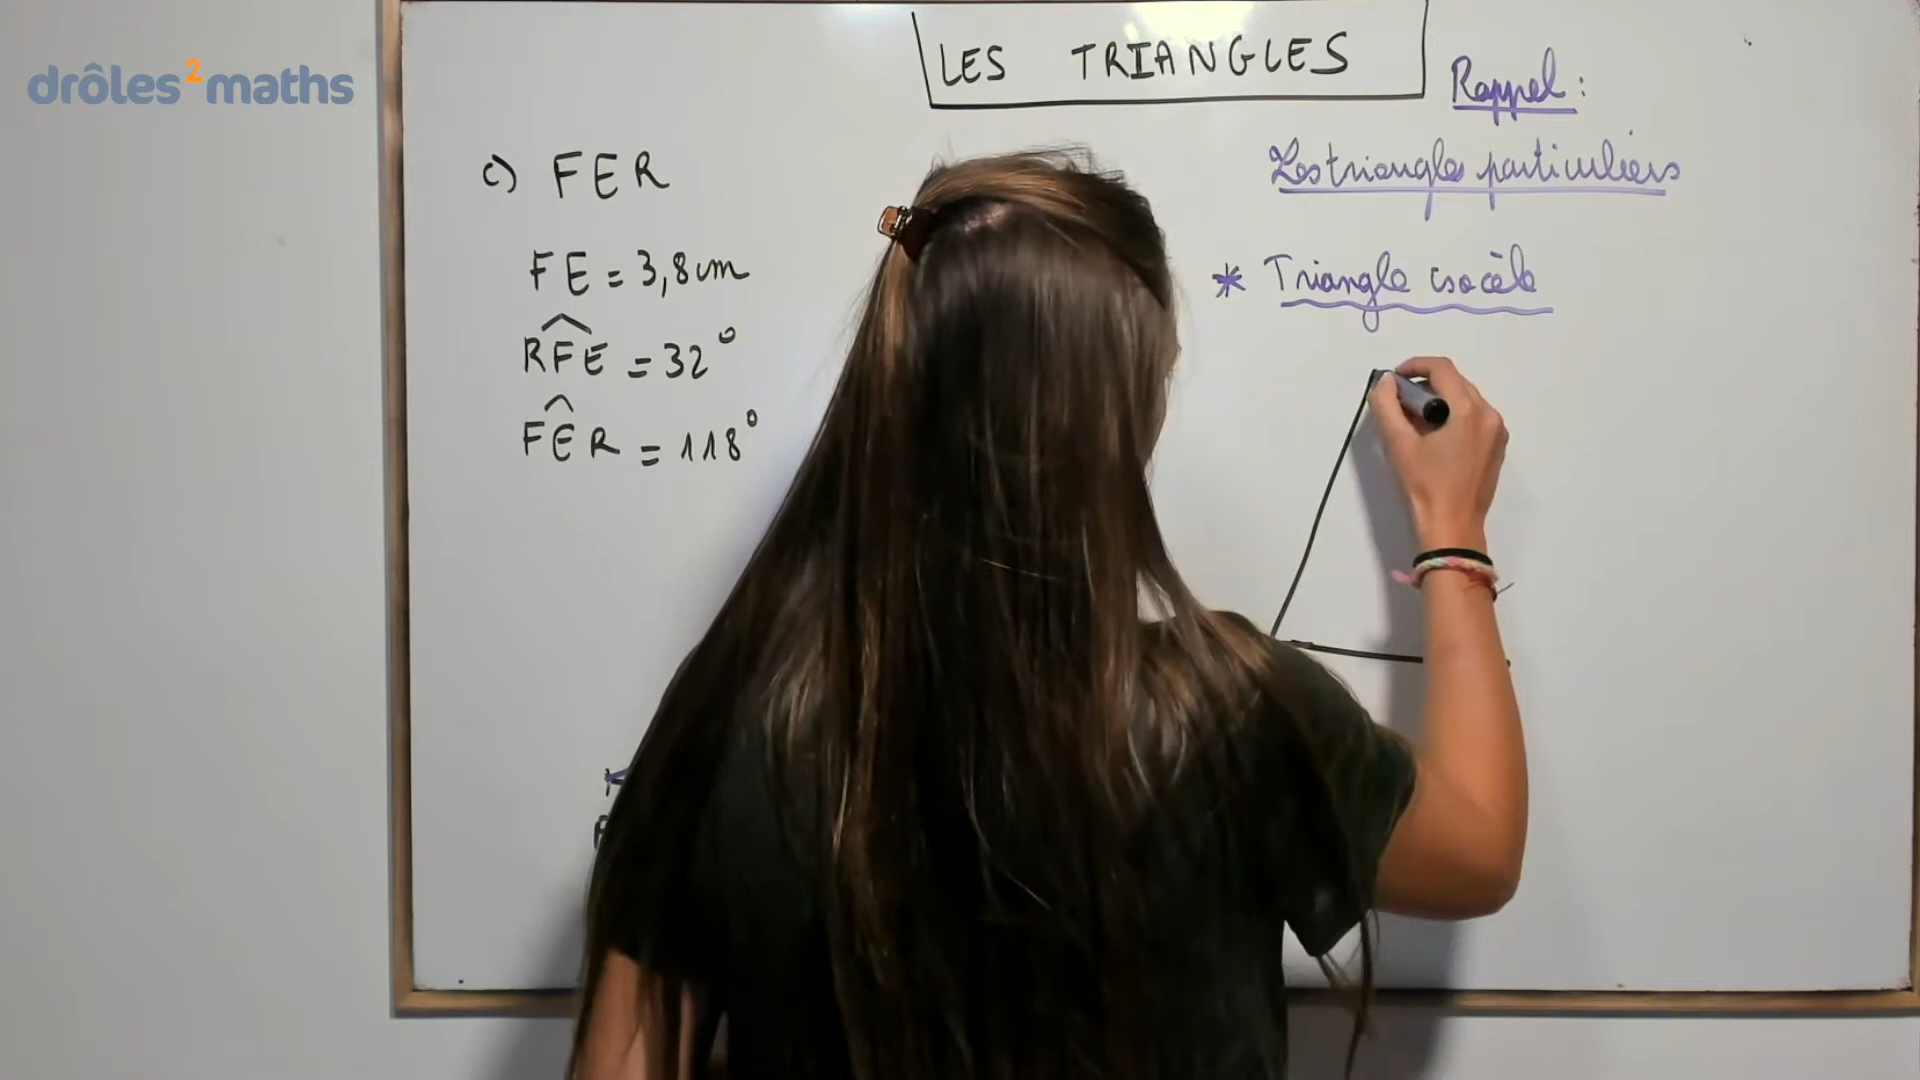 drôles²maths
LES TRIANGLES
c) FER
FE = 3,8 cm
RFE = 32°
FER = 118°
Rappel :
Les triangles particuliers
* Triangle isocèle